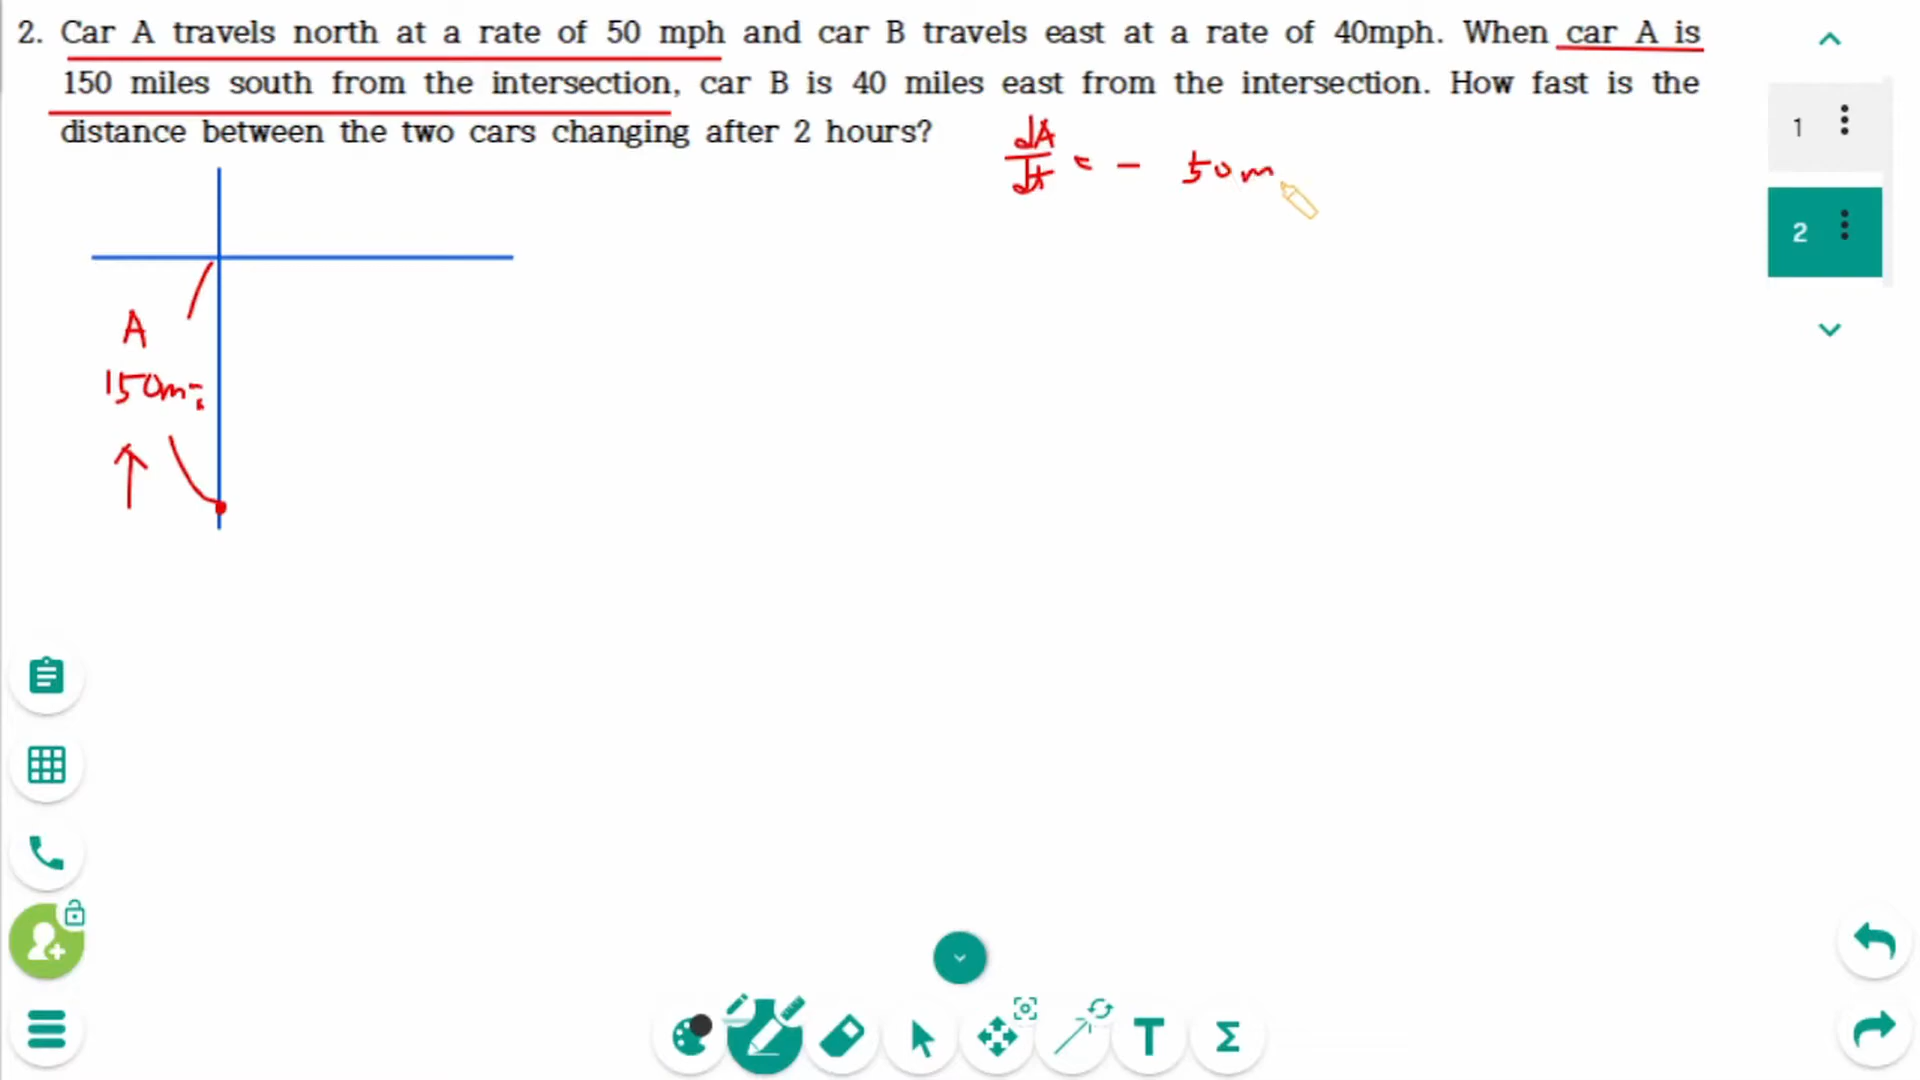 2. Car A travels north at a rate of 50 mph and car B travels east at a rate of 40mph. When car A is
150 miles south from the intersection, car B is 40 miles east from the intersection. How fast is the
distance between the two cars changing after 2 hours?
dA/dt = - 50m
A
150mi
1
2
T
Σ